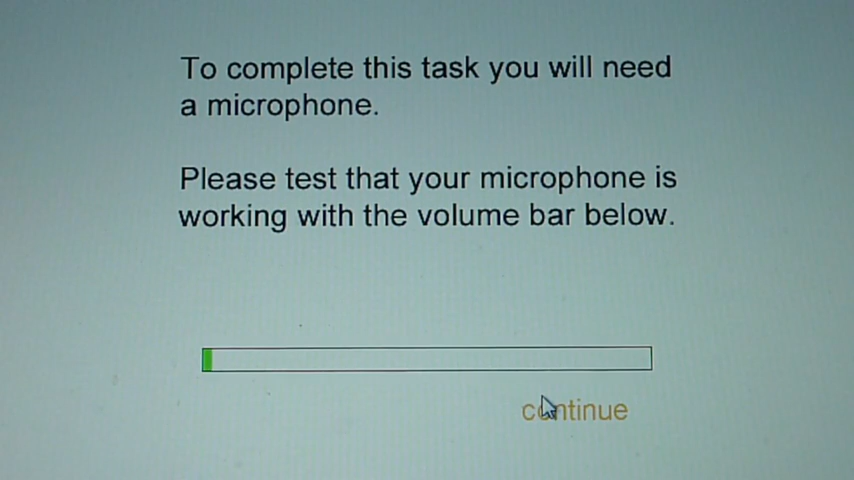 To complete this task you will need
a microphone.
Please test that your microphone is
working with the volume bar below.
continue